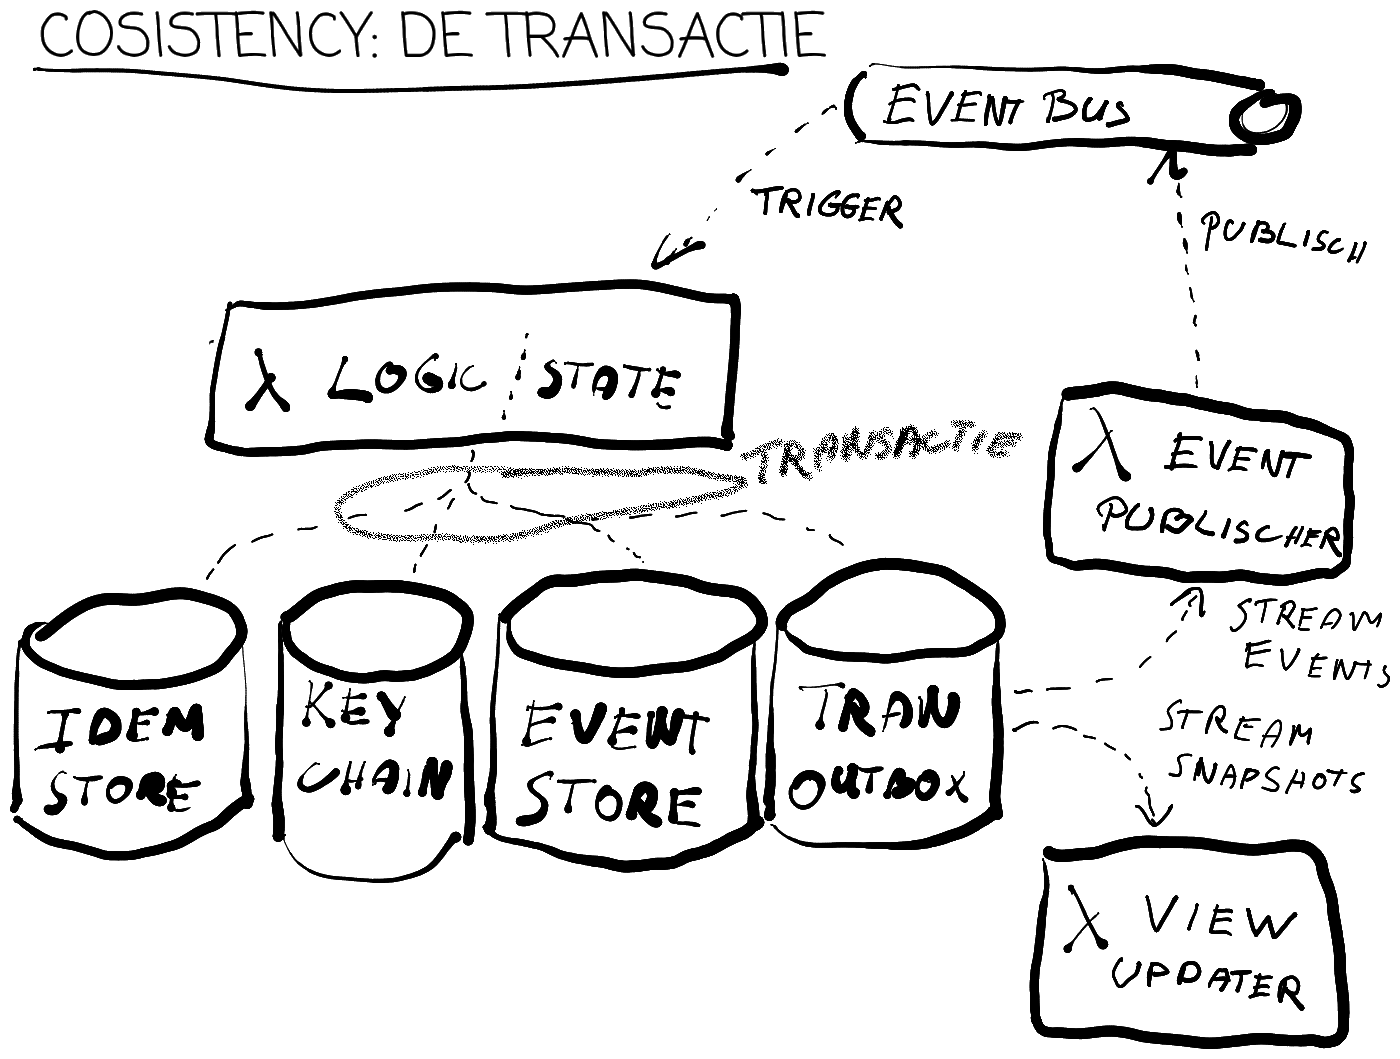 COSISTENCY: DE TRANSACTIE
EVENT BUS
TRIGGER
PUBLISCH
λ LOGIC STATE
TRANSACTIE
λ EVENT
PUBLISCHER
STREAM
EVENTS
IDEM
STORE
KEY
CHAIN
EVENT
STORE
TRAN
OUTBOX
STREAM
SNAPSHOTS
λ VIEW
UPDATER